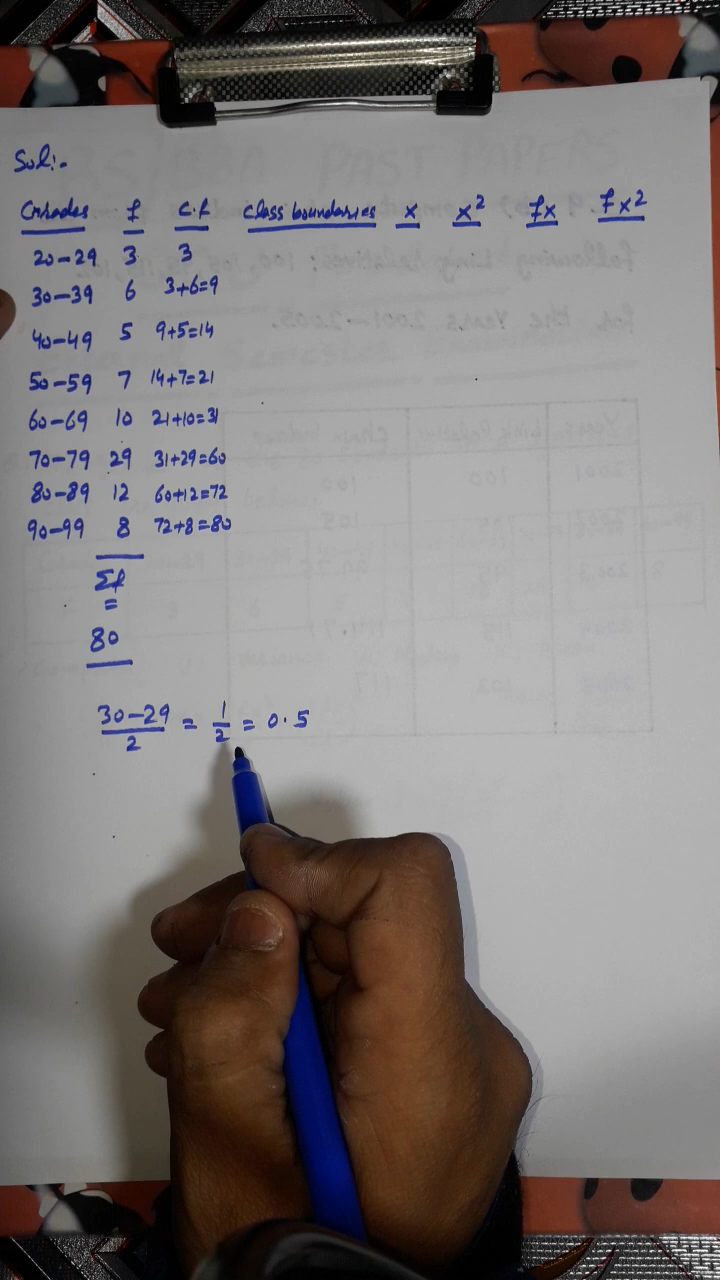 Sol:-
Grades f C.f Class boundaries x x² fx fx²
20-29 3 3
30-39 6 3+6=9
40-49 5 9+5=14
50-59 7 14+7=21
60-69 10 21+10=31
70-79 29 31+29=60
80-89 12 60+12=72
90-99 8 72+8=80
Σf
=
80
30-29/2 = 1/2 = 0.5